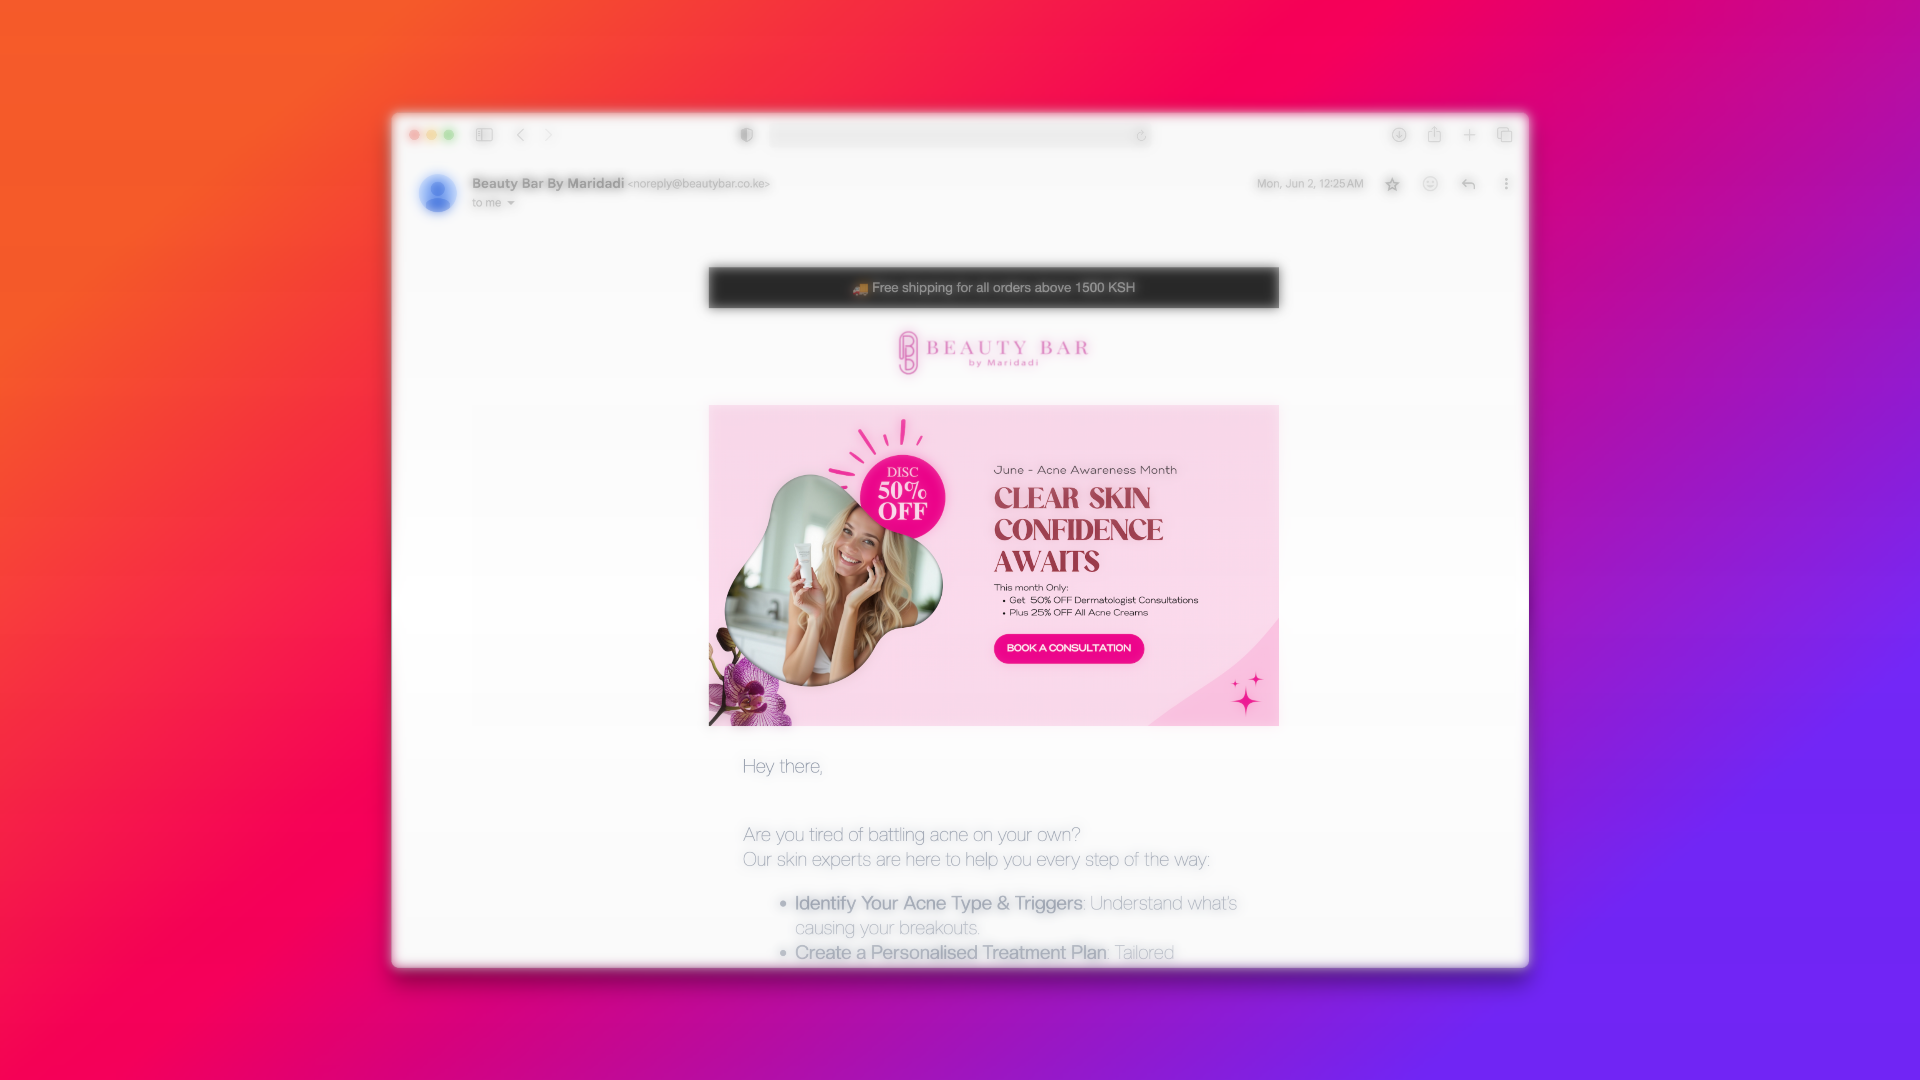 Beauty Bar By Maridadi <noreply@beautybar.co.ke>
Mon, Jun 2, 12:25 AM
to me
🚚 Free shipping for all orders above 1500 KSH
BEAUTY BAR
by Maridadi
DISC
50%
OFF
June - Acne Awareness Month
CLEAR SKIN
CONFIDENCE
AWAITS
This month Only:
• Get 50% OFF Dermatologist Consultations
• Plus 25% OFF All Acne Creams
BOOK A CONSULTATION
Hey there,
Are you tired of battling acne on your own?
Our skin experts are here to help you every step of the way:
• Identify Your Acne Type & Triggers: Understand what's
causing your breakouts.
• Create a Personalised Treatment Plan: Tailored